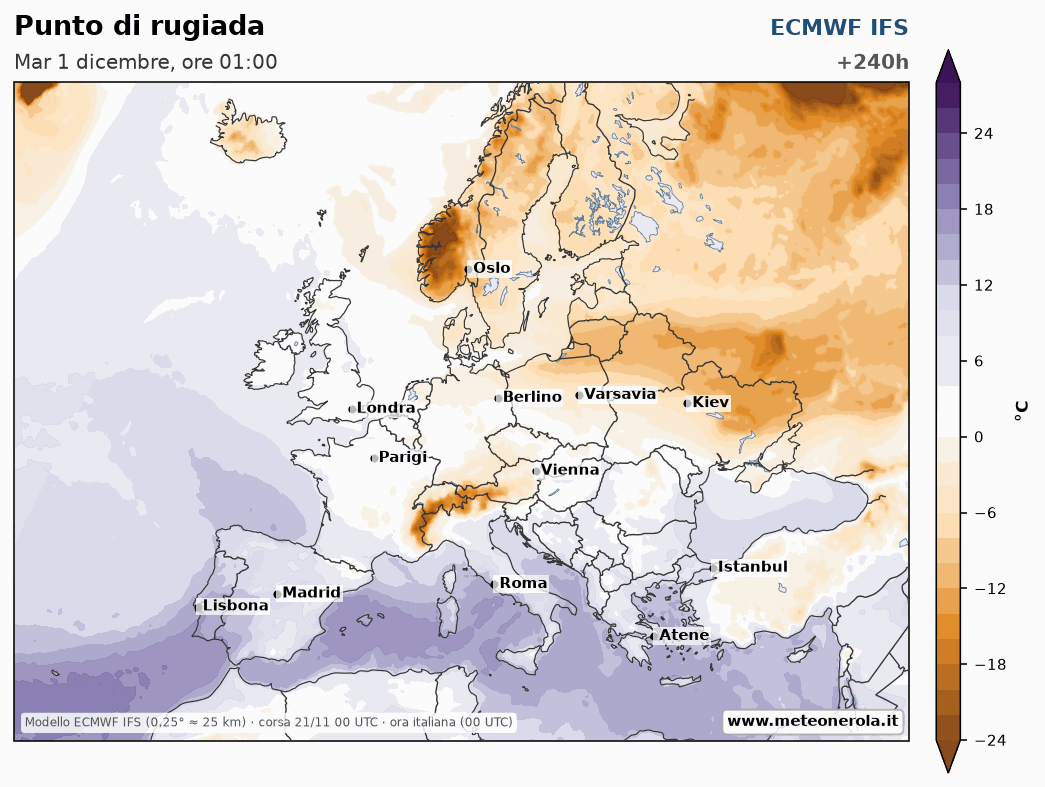 Punto di rugiada
ECMWF IFS
Mar 1 dicembre, ore 01:00
+240h
Oslo
Londra
Berlino
Varsavia
Kiev
Parigi
Vienna
Istanbul
Madrid
Roma
Lisbona
Atene
24
18
12
6
0
−6
−12
−18
−24
°C
Modello ECMWF IFS (0,25° ≈ 25 km) · corsa 21/11 00 UTC · ora italiana (00 UTC)
www.meteonerola.it